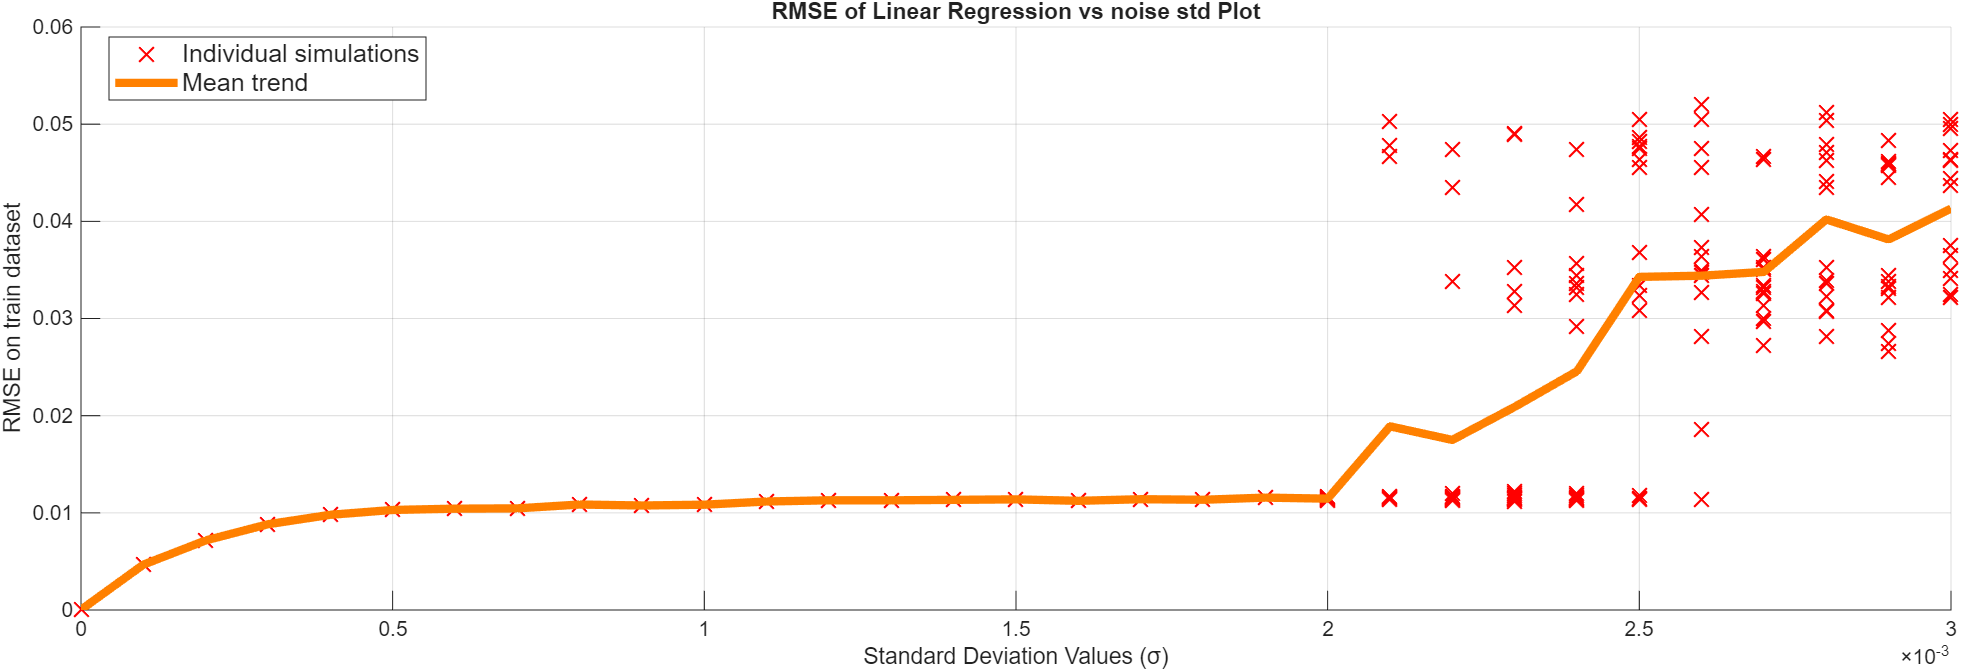 RMSE of Linear Regression vs noise std Plot
Individual simulations
Mean trend
RMSE on train dataset
0.06
0.05
0.04
0.03
0.02
0.01
0
0 0.5 1 1.5 2 2.5 3
Standard Deviation Values (σ)
×10⁻³